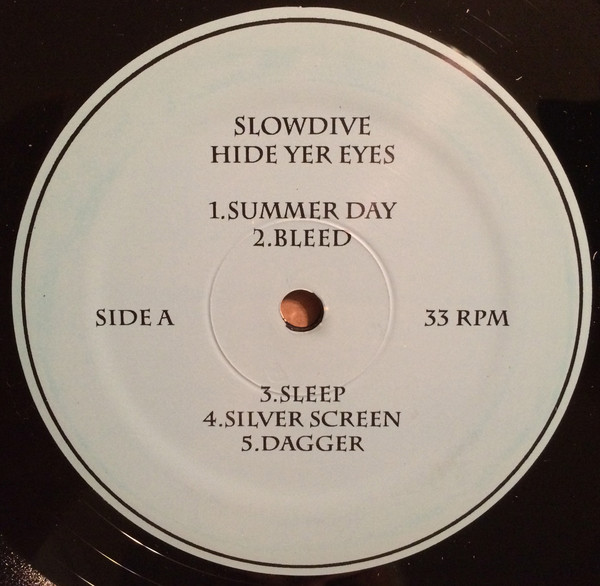 SLOWDIVE
HIDE YER EYES
1.SUMMER DAY
2.BLEED
SIDE A
33 RPM
3.SLEEP
4.SILVER SCREEN
5.DAGGER